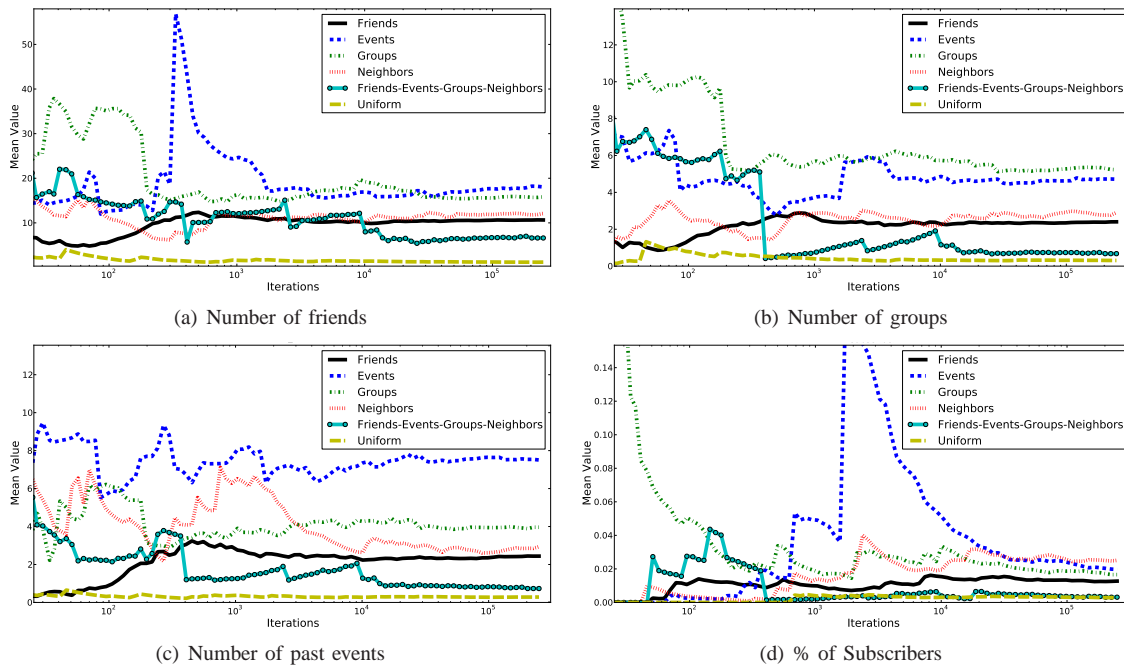 Mean Value
50
40
30
20
10
10²
10³
10⁴
10⁵
Iterations
Friends
Events
Groups
Neighbors
Friends-Events-Groups-Neighbors
Uniform
(a) Number of friends
Mean Value
12
10
8
6
4
2
0
10²
10³
10⁴
10⁵
Iterations
Friends
Events
Groups
Neighbors
Friends-Events-Groups-Neighbors
Uniform
(b) Number of groups
Mean Value
12
10
8
6
4
2
0
10²
10³
10⁴
10⁵
Iterations
Friends
Events
Groups
Neighbors
Friends-Events-Groups-Neighbors
Uniform
(c) Number of past events
Mean Value
0.14
0.12
0.10
0.08
0.06
0.04
0.02
0.00
10²
10³
10⁴
10⁵
Iterations
Friends
Events
Groups
Neighbors
Friends-Events-Groups-Neighbors
Uniform
(d) % of Subscribers